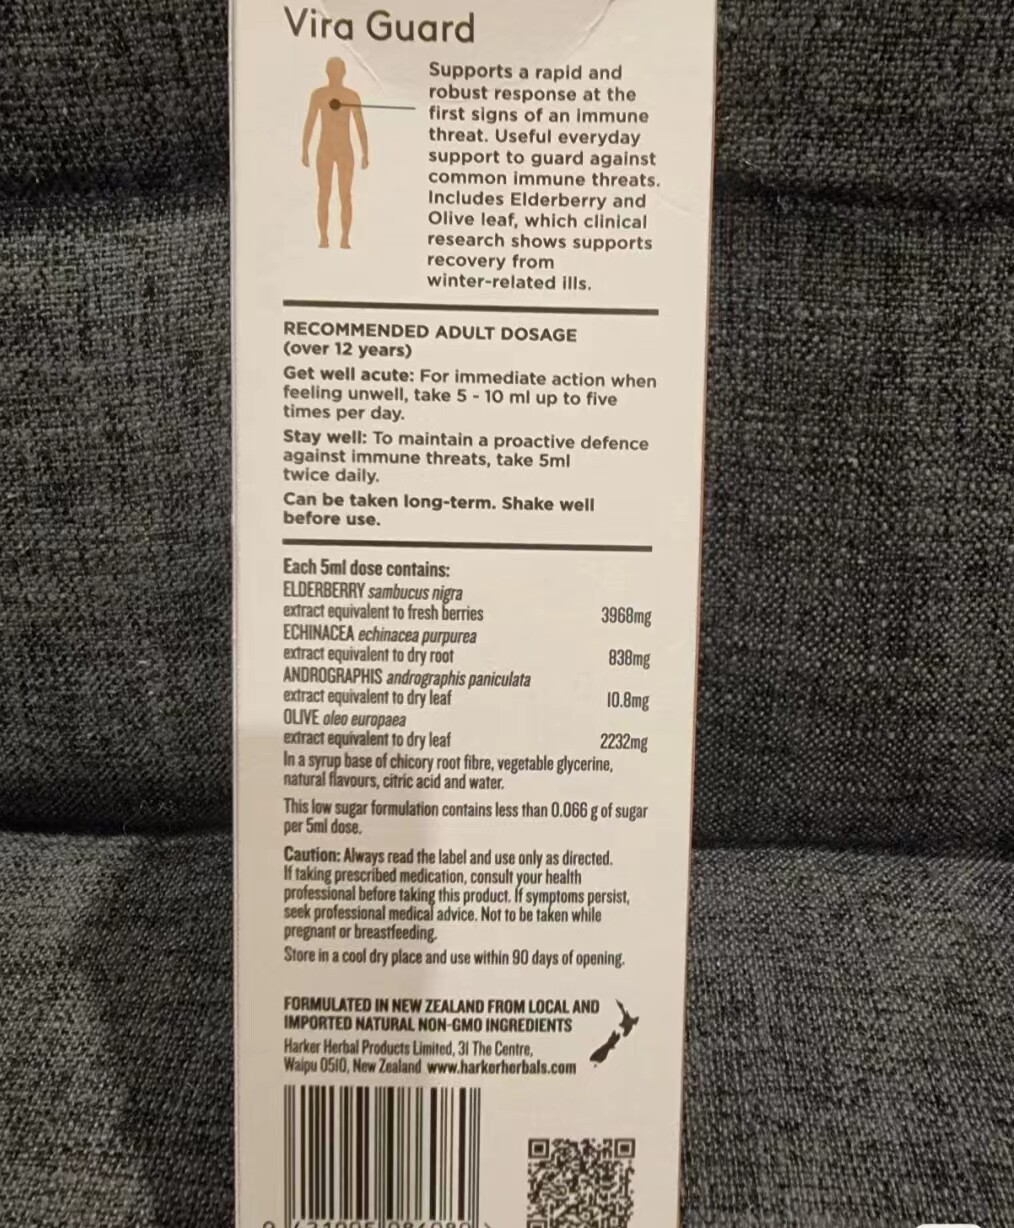 Vira Guard
Supports a rapid and
robust response at the
first signs of an immune
threat. Useful everyday
support to guard against
common immune threats.
Includes Elderberry and
Olive leaf, which clinical
research shows supports
recovery from
winter-related ills.
RECOMMENDED ADULT DOSAGE
(over 12 years)
Get well acute: For immediate action when
feeling unwell, take 5 - 10 ml up to five
times per day.
Stay well: To maintain a proactive defence
against immune threats, take 5ml
twice daily.
Can be taken long-term. Shake well
before use.
Each 5ml dose contains:
ELDERBERRY sambucus nigra
extract equivalent to fresh berries 3968mg
ECHINACEA echinacea purpurea
extract equivalent to dry root 838mg
ANDROGRAPHIS andrographis paniculata
extract equivalent to dry leaf 10.8mg
OLIVE oleo europaea
extract equivalent to dry leaf 2232mg
In a syrup base of chicory root fibre, vegetable glycerine,
natural flavours, citric acid and water.
This low sugar formulation contains less than 0.066 g of sugar
per 5ml dose.
Caution: Always read the label and use only as directed.
If taking prescribed medication, consult your health
professional before taking this product. If symptoms persist,
seek professional medical advice. Not to be taken while
pregnant or breastfeeding.
Store in a cool dry place and use within 90 days of opening.
FORMULATED IN NEW ZEALAND FROM LOCAL AND
IMPORTED NATURAL NON-GMO INGREDIENTS
Harker Herbal Products Limited, 31 The Centre,
Waipu 0510, New Zealand www.harkerherbals.com